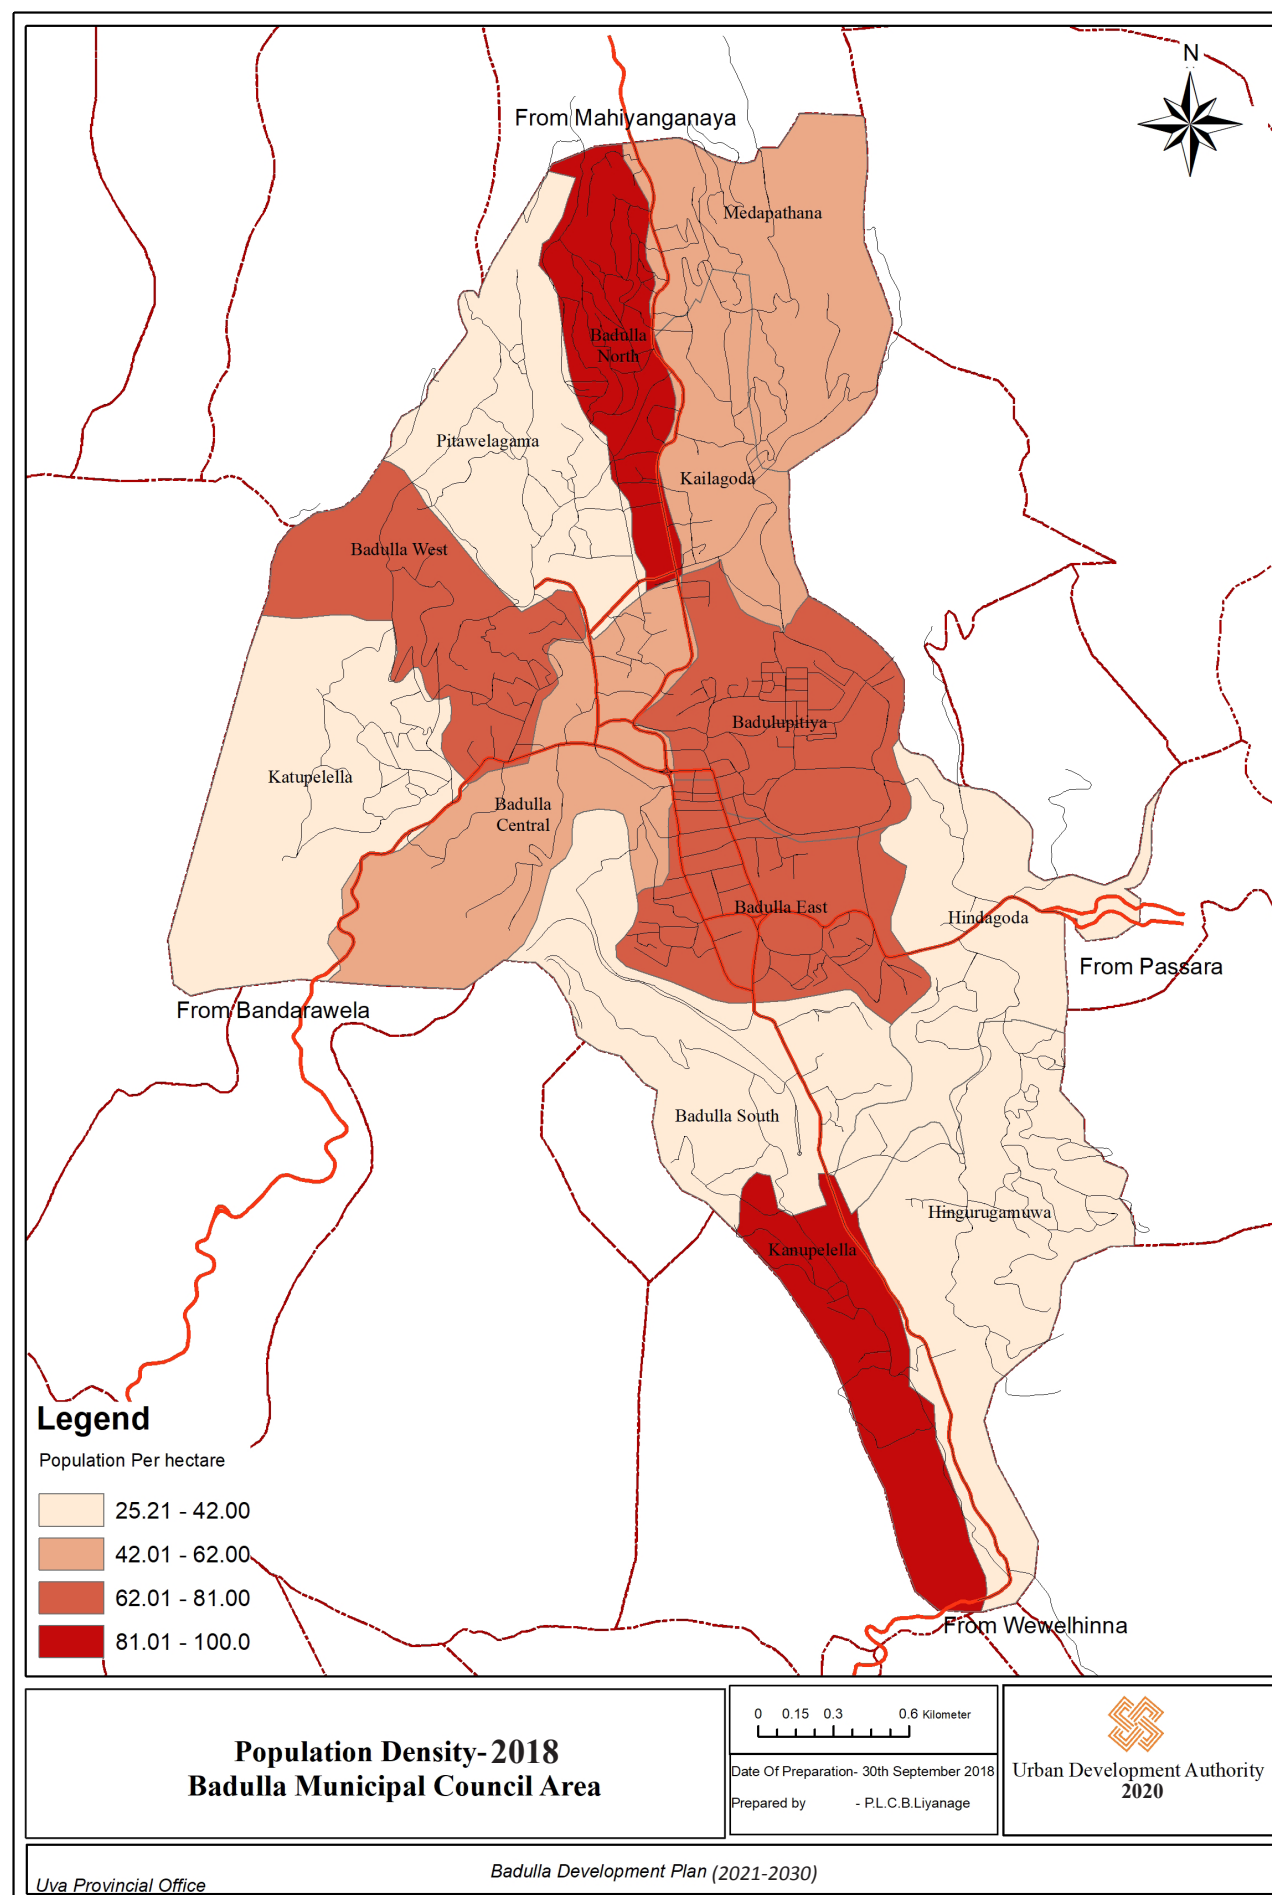 N
From Mahiyanganaya
Medapathana
Badulla
North
Pitawelagama
Kailagoda
Badulla West
Badulupitiya
Katupelella
Badulla
Central
Badulla East
Hindagoda
From Passara
From Bandarawela
Badulla South
Hingurugamuwa
Kanupelella
Legend
Population Per hectare
25.21 - 42.00
42.01 - 62.00
62.01 - 81.00
81.01 - 100.0
From Wewelhinna
Population Density- 2018
Badulla Municipal Council Area
0 0.15 0.3 0.6 Kilometer
Date Of Preparation- 30th September 2018
Prepared by - P.L.C.B.Liyanage
Urban Development Authority
2020
Badulla Development Plan (2021-2030)
Uva Provincial Office